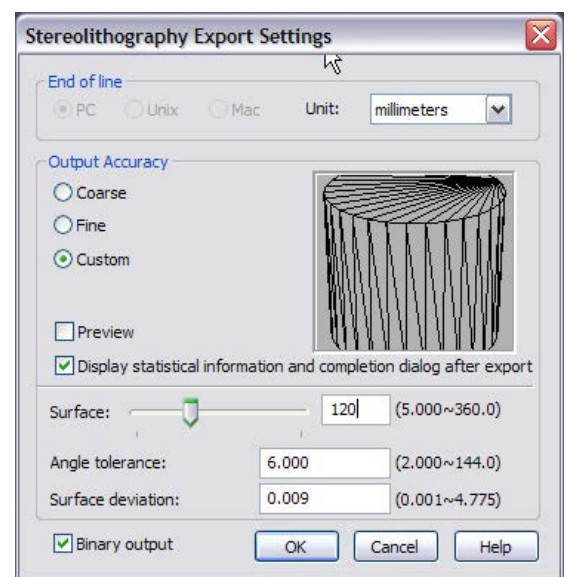 Stereolithography Export Settings
End of line
PC Unix Mac Unit: millimeters
Output Accuracy
Coarse
Fine
Custom
Preview
Display statistical information and completion dialog after export
Surface: 120 (5.000~360.0)
Angle tolerance: 6.000 (2.000~144.0)
Surface deviation: 0.009 (0.001~4.775)
Binary output OK Cancel Help